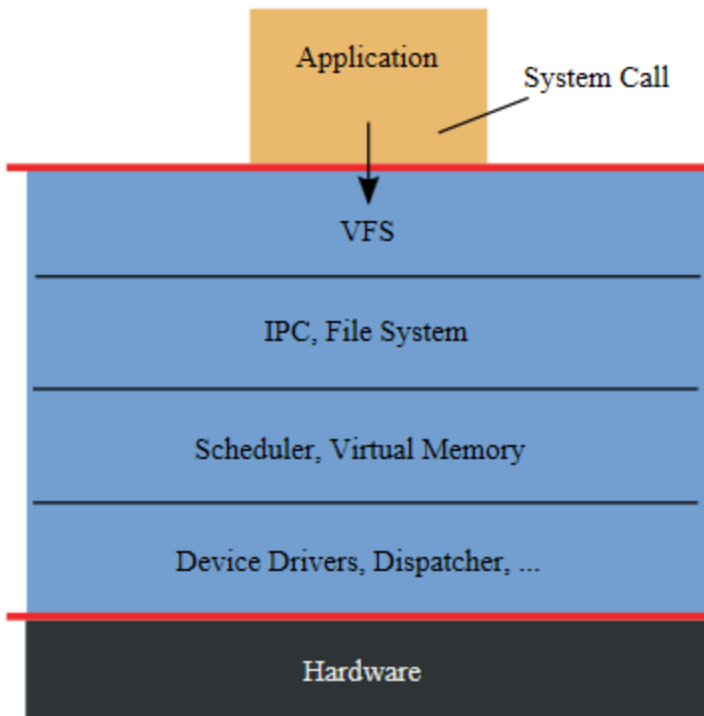 Application
System Call
VFS
IPC, File System
Scheduler, Virtual Memory
Device Drivers, Dispatcher, ...
Hardware